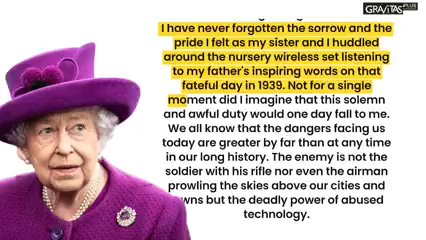 GRAVITAS PLUS
I have never forgotten the sorrow and the
pride I felt as my sister and I huddled
around the nursery wireless set listening
to my father's inspiring words on that
fateful day in 1939. Not for a single
moment did I imagine that this solemn
and awful duty would one day fall to me.
We all know that the dangers facing us
today are greater by far than at any time
in our long history. The enemy is not the
soldier with his rifle nor even the airman
prowling the skies above our cities and
wns but the deadly power of abused
technology.